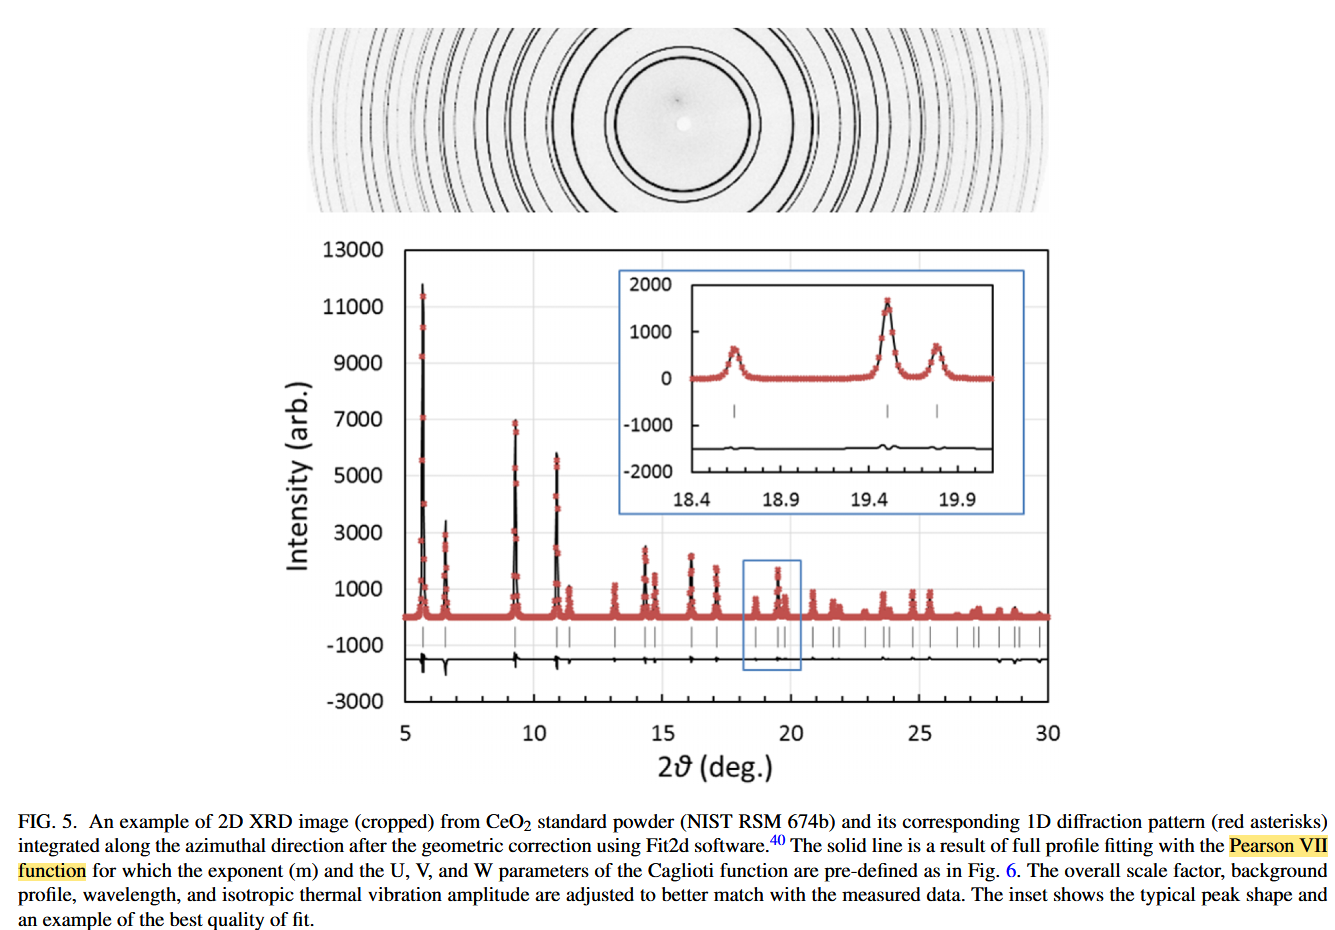 13000
11000
9000
7000
5000
3000
1000
-1000
-3000
Intensity (arb.)
5 10 15 20 25 30
2ϑ (deg.)
2000
1000
0
-1000
-2000
18.4 18.9 19.4 19.9
FIG. 5. An example of 2D XRD image (cropped) from CeO₂ standard powder (NIST RSM 674b) and its corresponding 1D diffraction pattern (red asterisks)
integrated along the azimuthal direction after the geometric correction using Fit2d software.⁴⁰ The solid line is a result of full profile fitting with the Pearson VII
function for which the exponent (m) and the U, V, and W parameters of the Caglioti function are pre-defined as in Fig. 6. The overall scale factor, background
profile, wavelength, and isotropic thermal vibration amplitude are adjusted to better match with the measured data. The inset shows the typical peak shape and
an example of the best quality of fit.